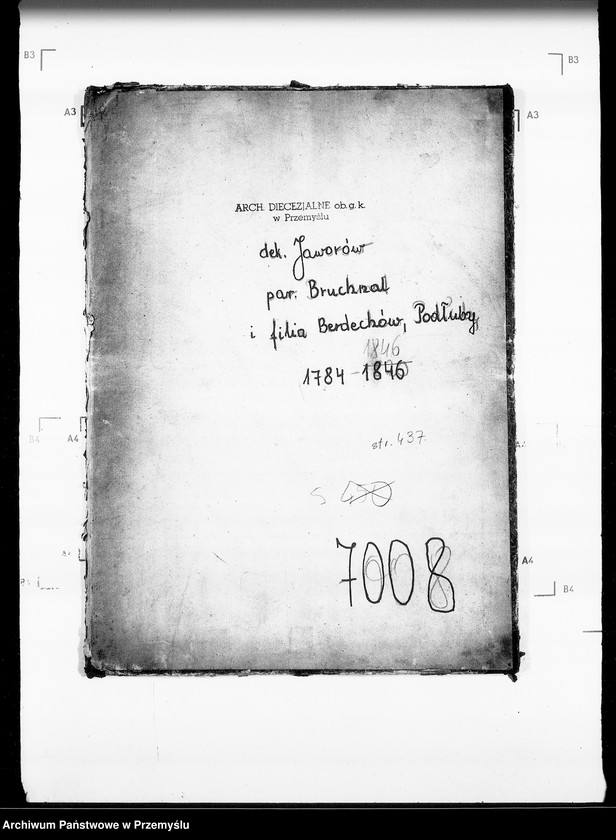 B3
B3
A3
A3
ARCH. DIECEZJALNE ob. g. k.
w Przemyślu
dek. Jaworów
par. Bruchnal
i filia Berdechów, Podłuby
1846
1784 - 1846
B4
A4
A4
str. 437
S
7008
A4
B4
Archiwum Państwowe w Przemyślu